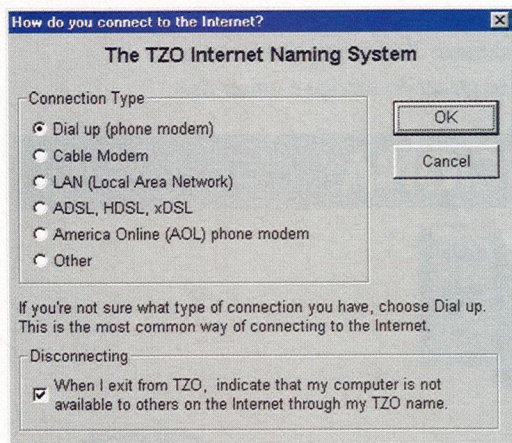 How do you connect to the Internet?
The TZO Internet Naming System
Connection Type
Dial up (phone modem)
Cable Modem
LAN (Local Area Network)
ADSL, HDSL, xDSL
America Online (AOL) phone modem
Other
OK
Cancel
If you're not sure what type of connection you have, choose Dial up.
This is the most common way of connecting to the Internet.
Disconnecting
When I exit from TZO, indicate that my computer is not
available to others on the Internet through my TZO name.